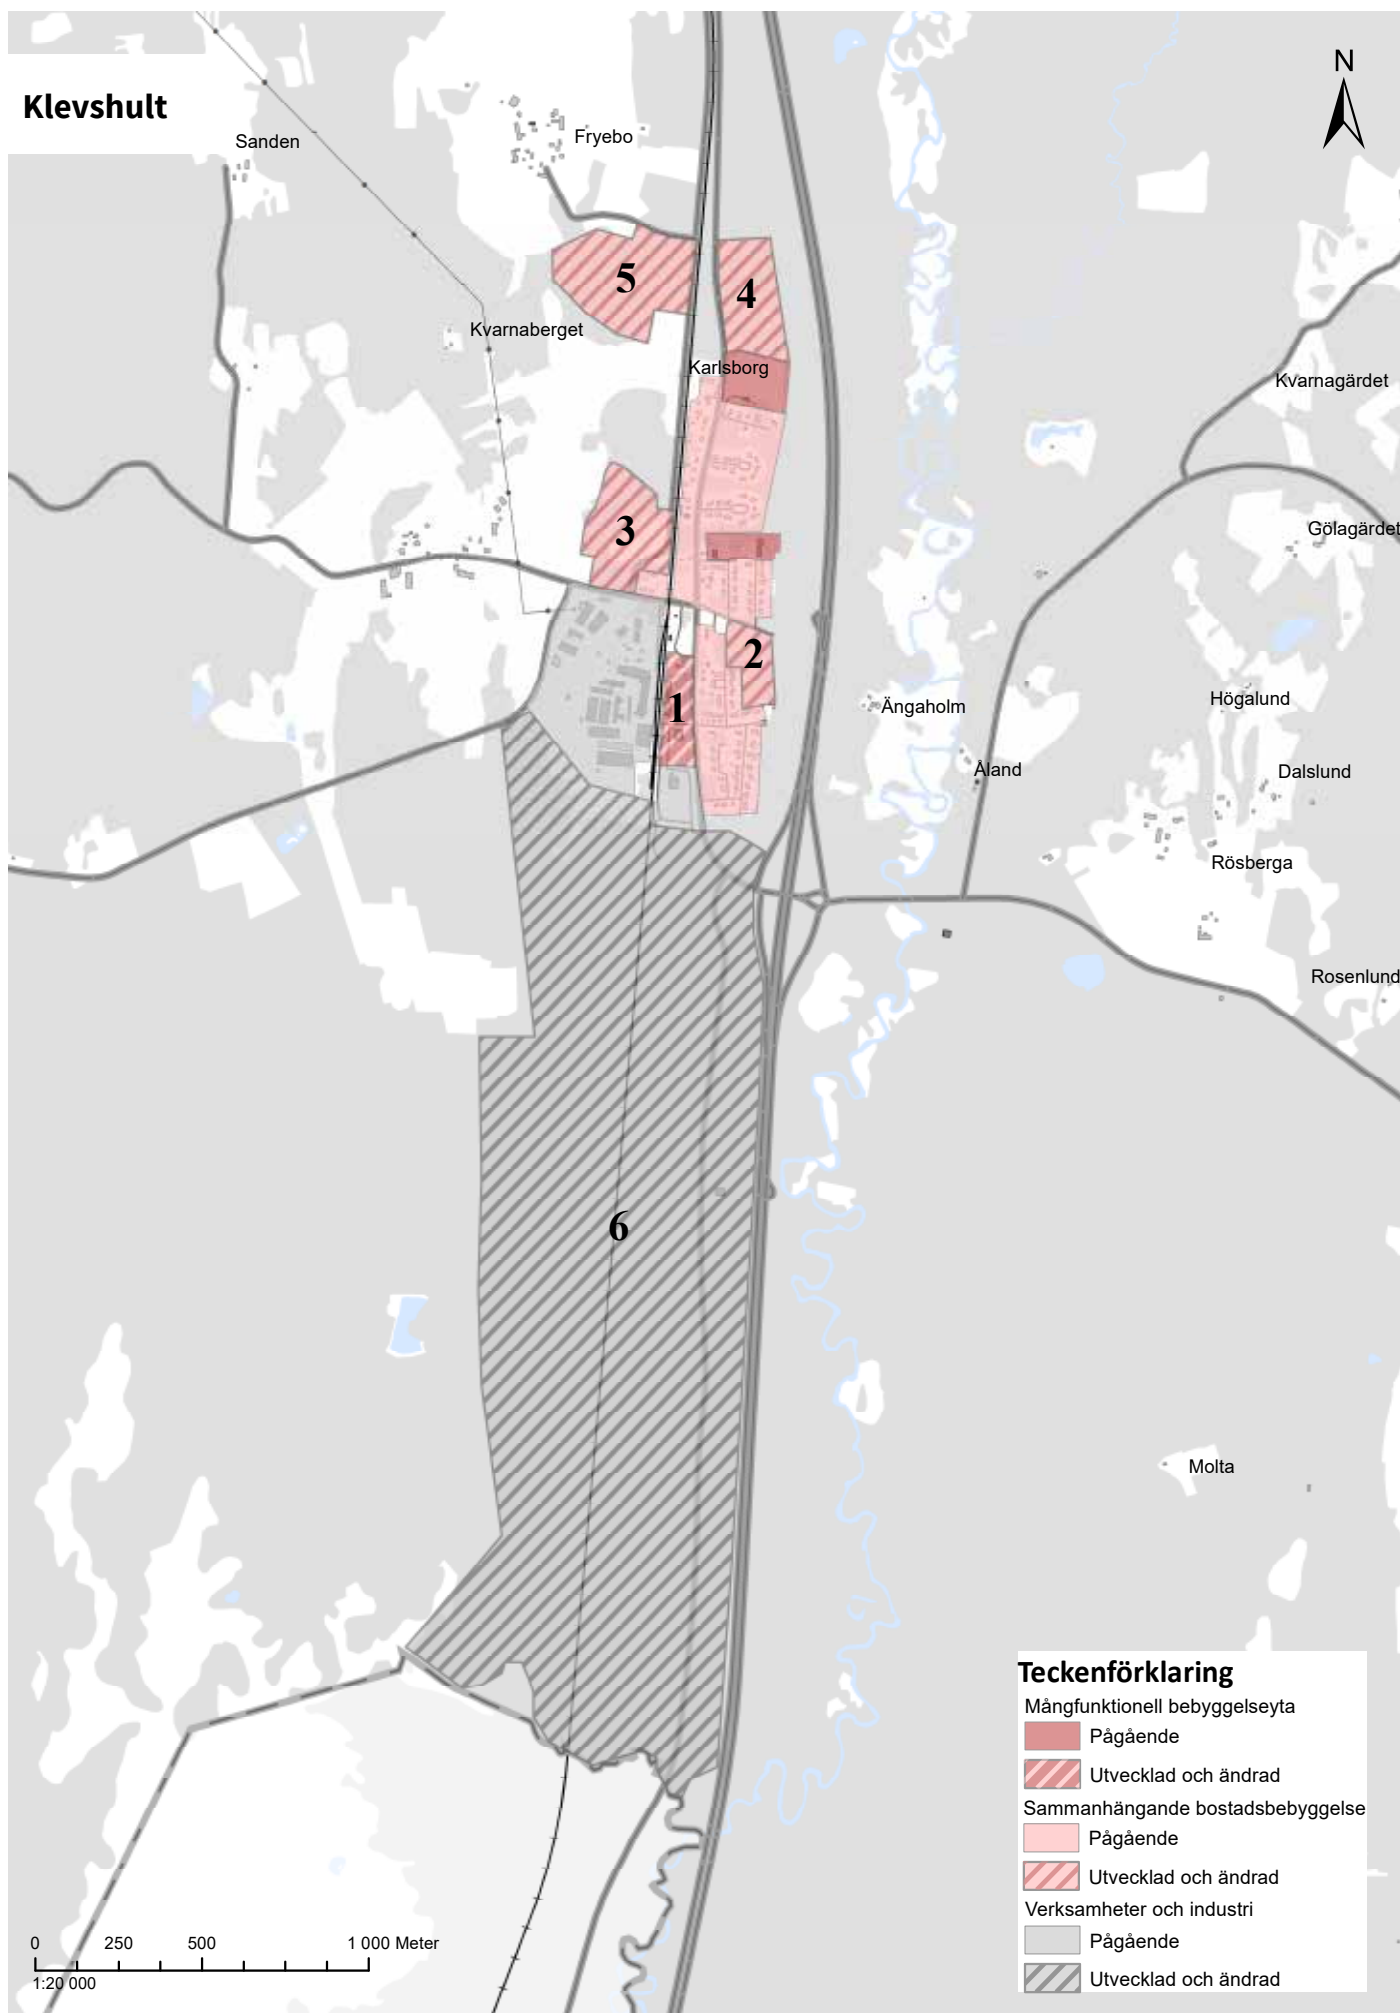 Klevshult
N
Sanden
Fryebo
5
4
Kvarnaberget
Karlsborg
Kvarnagärdet
3
Gölagärdet
2
1
Ängaholm
Högalund
Åland
Dalslund
Rösberga
Rosenlund
6
Molta
Teckenförklaring
Mångfunktionell bebyggelseyta
Pågående
Utvecklad och ändrad
Sammanhängande bostadsbebyggelse
Pågående
Utvecklad och ändrad
Verksamheter och industri
Pågående
Utvecklad och ändrad
0 250 500 1 000 Meter
1:20 000